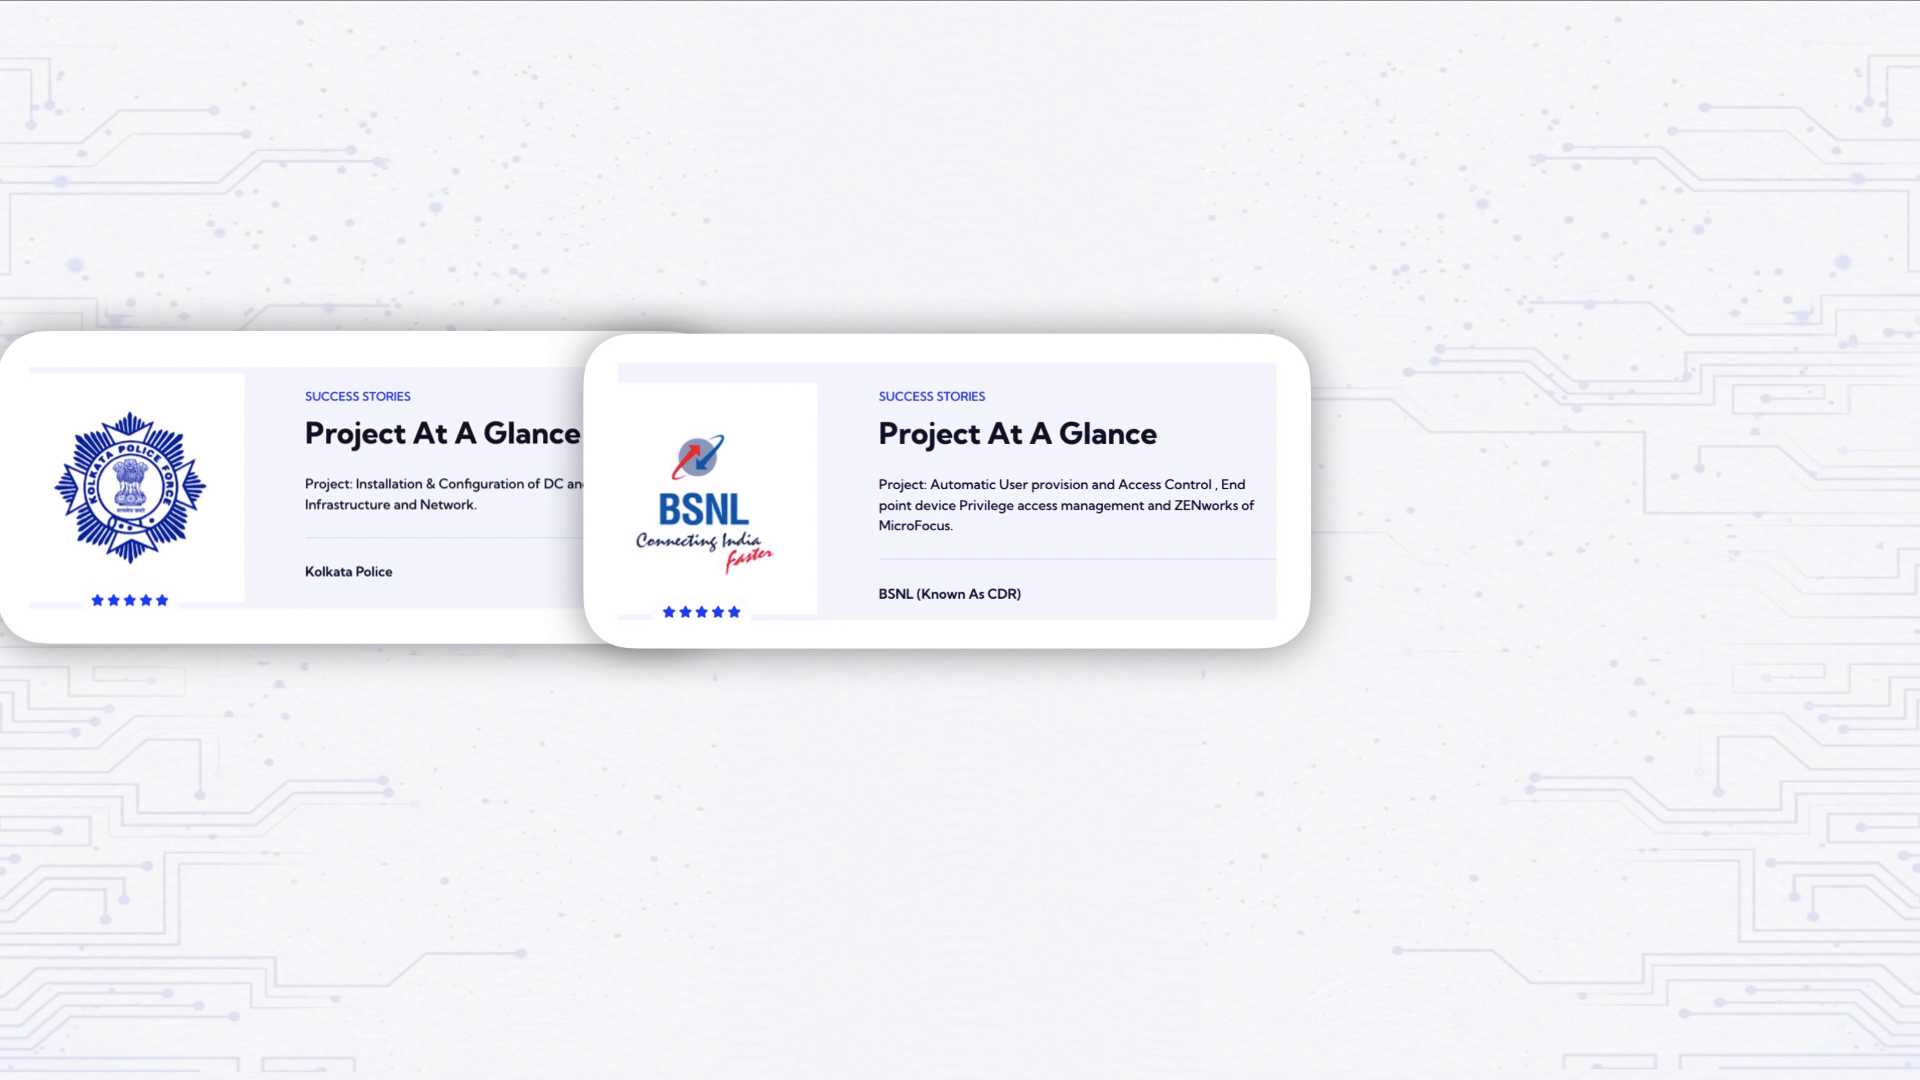 KOLKATA POLICE FORCE
SUCCESS STORIES
Project At A Glance
Project: Installation & Configuration of DC
Infrastructure and Network.
Kolkata Police
BSNL
Connecting India
Faster
SUCCESS STORIES
Project At A Glance
Project: Automatic User provision and Access Control , End
point device Privilege access management and ZENworks of
MicroFocus.
BSNL (Known As CDR)